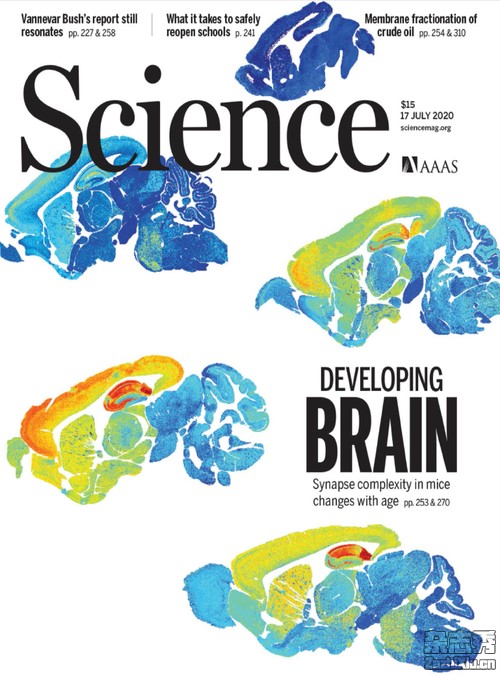 Vannevar Bush's report still
resonates pp. 227 & 258
What it takes to safely
reopen schools p. 241
Membrane fractionation of
crude oil pp. 254 & 310
Science
$15
17 JULY 2020
sciencemag.org
AAAS
DEVELOPING
BRAIN
Synapse complexity in mice
changes with age pp. 253 & 270